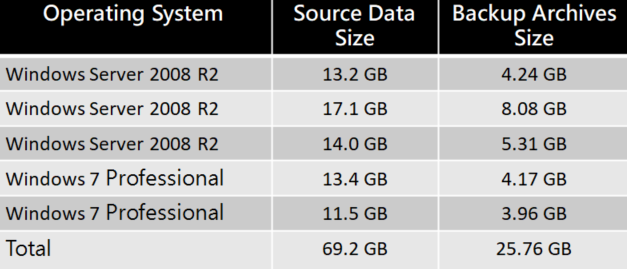 Operating System Source Data Size Backup Archives Size
Windows Server 2008 R2 13.2 GB 4.24 GB
Windows Server 2008 R2 17.1 GB 8.08 GB
Windows Server 2008 R2 14.0 GB 5.31 GB
Windows 7 Professional 13.4 GB 4.17 GB
Windows 7 Professional 11.5 GB 3.96 GB
Total 69.2 GB 25.76 GB